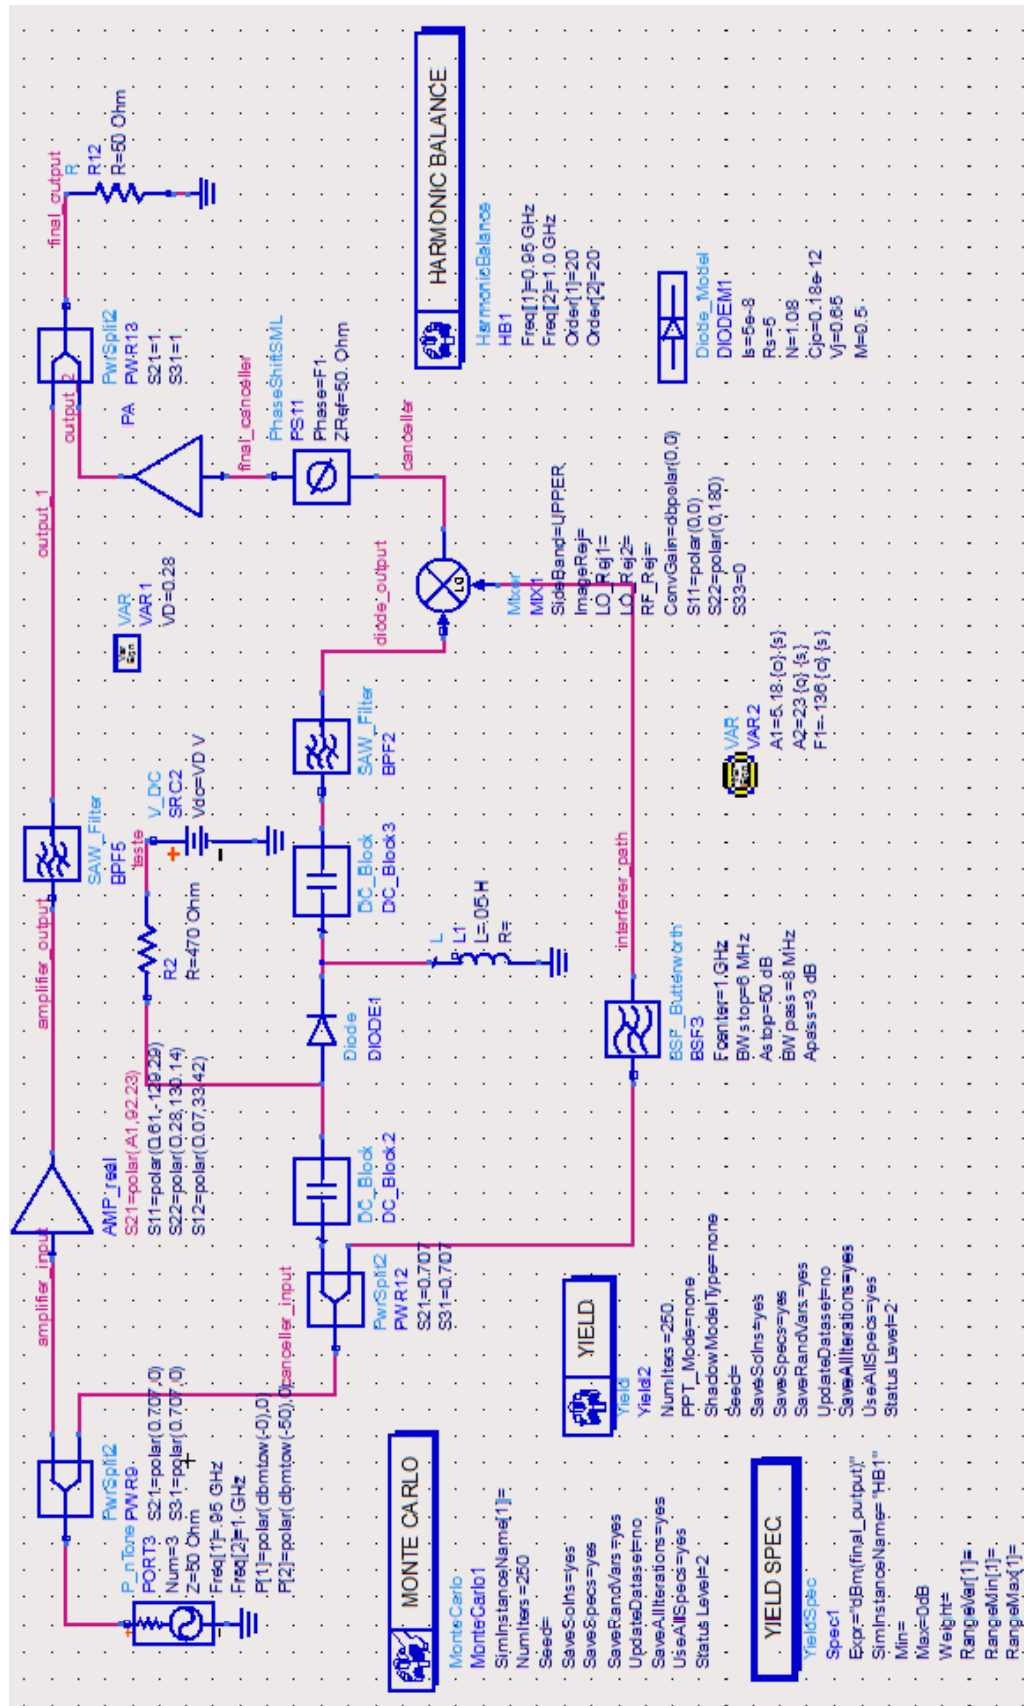 P_nTone
PORT3
Num=3
Z=50 Ohm
Freq[1]=.95 GHz
Freq[2]=1 GHz
P[1]=polar(dbmtow(-0),0)
P[2]=polar(dbmtow(-50),0)
PwrSplit2
PWR9
S21=polar(0.707,0)
S31=polar(0.707,0)
amplifier_input
canceller_input
AMP_real
S21=polar(A1,92.23)
S11=polar(0.61,-129.29)
S22=polar(0.28,130.14)
S12=polar(0.07,33.42)
amplifier_output
SAW_Filter
BPF5
output_1
VAR
VAR1
VD=0.28
Var
Eqn
PwrSplit2
PWR13
S21=1
S31=1
output_2
PA
final_output
R
R12
R=50 Ohm
teste
V_DC
SRC2
Vdc=VD V
R2
R=470 Ohm
PwrSplit2
PWR12
S21=0.707
S31=0.707
DC_Block
DC_Block2
Diode
DIODE1
L
L1
L=.05 H
R=
DC_Block
DC_Block3
SAW_Filter
BPF2
diode_output
LO
Mixer
MIX1
SideBand=UPPER
ImageRej=
LO_Rej1=
LO_Rej2=
RF_Rej=
ConvGain=dbpolar(0,0)
S11=polar(0,0)
S22=polar(0,180)
S33=0
canceller
PhaseShiftSML
PS11
Phase=F1
ZRef=50. Ohm
final_canceller
interferer_path
BSF_Butterworth
BSF3
Fcenter=1 GHz
BWstop=6 MHz
Astop=50 dB
BWpass=8 MHz
Apass=3 dB
VAR
VAR2
A1=5.18 {o} {s}
A2=23 {o} {s}
F1=-136 {o} {s}
HARMONIC BALANCE
HarmonicBalance
HB1
Freq[1]=0.95 GHz
Freq[2]=1.0 GHz
Order[1]=20
Order[2]=20
Diode_Model
DIODEM1
Is=5e-8
Rs=5
N=1.08
Cjo=0.18e-12
Vj=0.65
M=0.5
MONTE CARLO
MonteCarlo
MonteCarlo1
SimInstanceName[1]=
NumIters=250
Seed=
SaveSolns=yes
SaveSpecs=yes
SaveRandVars=yes
UpdateDataset=no
SaveAllIterations=yes
UseAllSpecs=yes
StatusLevel=2
YIELD
Yield
Yield2
NumIters=250
PPT_Mode=none
ShadowModelType=none
Seed=
SaveSolns=yes
SaveSpecs=yes
SaveRandVars=yes
UpdateDataset=no
SaveAllIterations=yes
UseAllSpecs=yes
StatusLevel=2
YIELD SPEC
YieldSpec
Spec1
Expr="dBm(final_output)"
SimInstanceName="HB1"
Min=
Max=0dB
Weight=
RangeVar[1]=
RangeMin[1]=
RangeMax[1]=